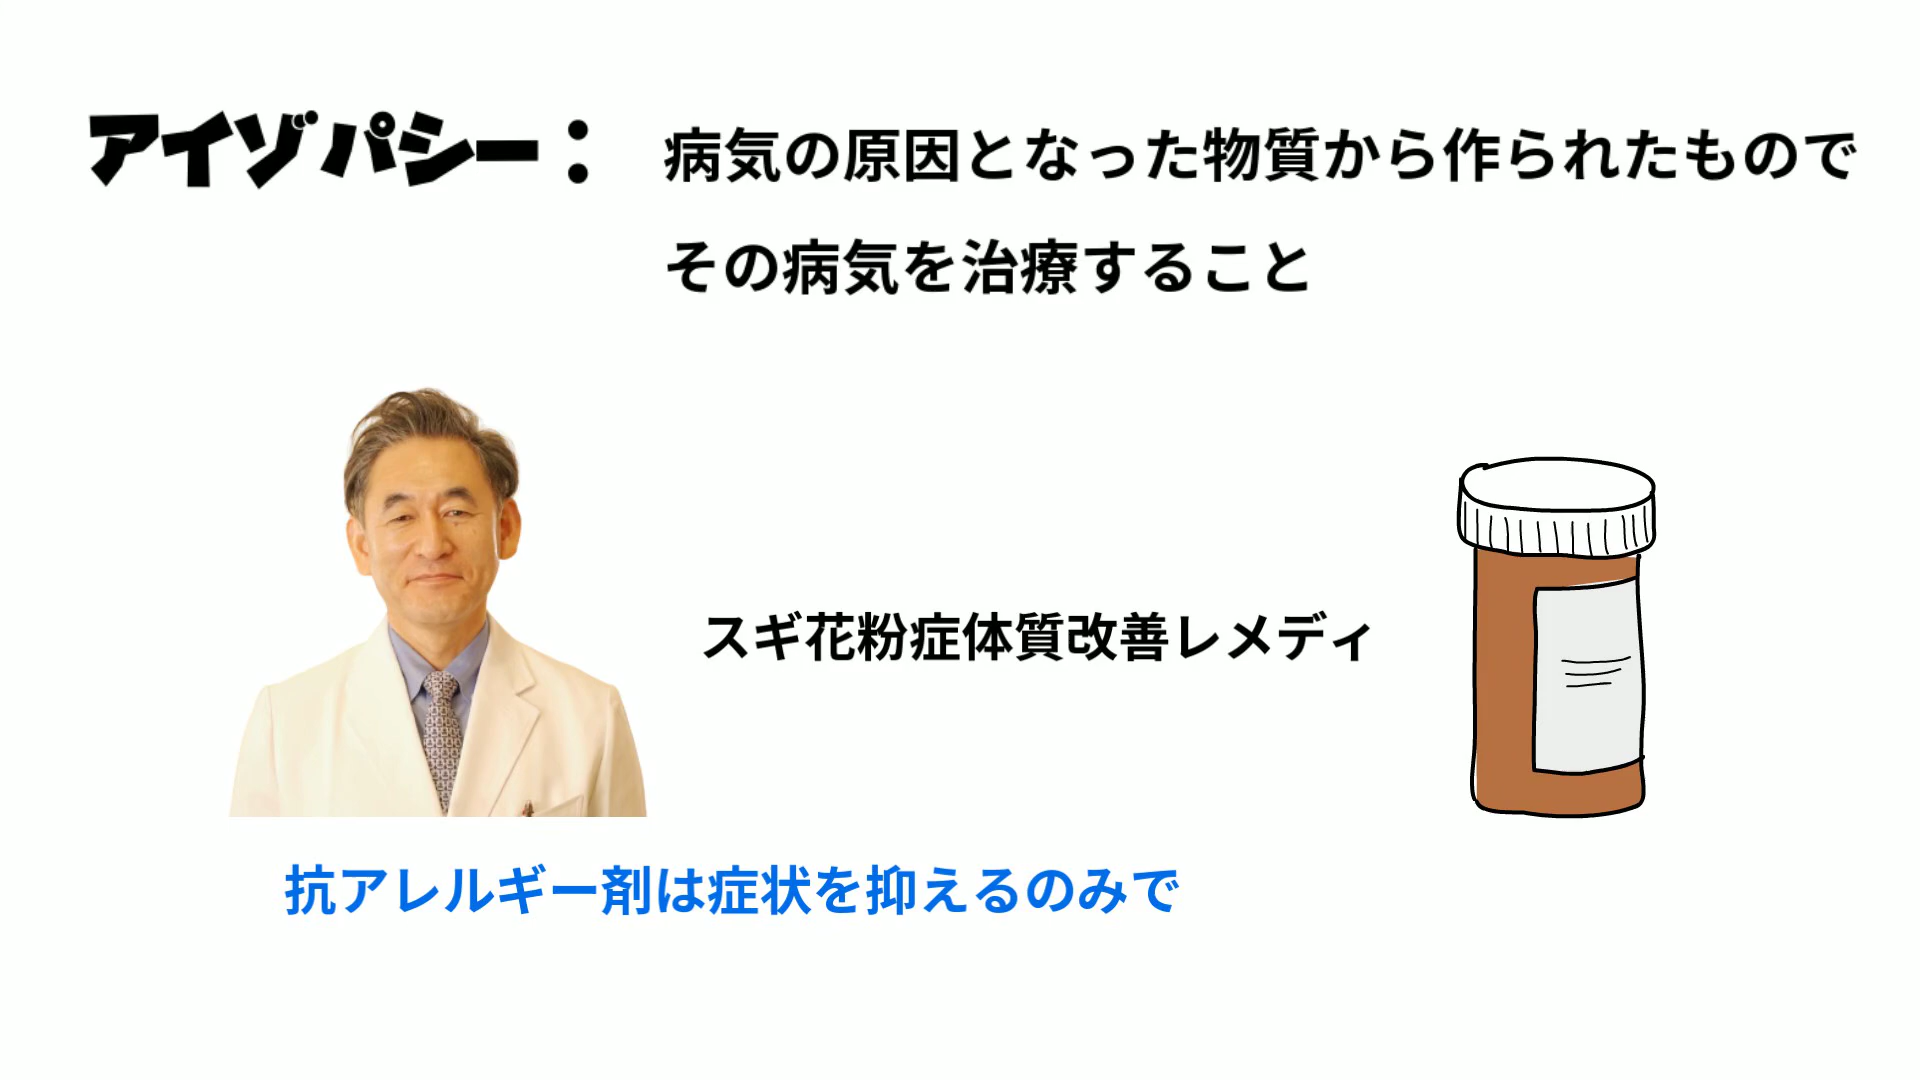 アイゾパシー：
病気の原因となった物質から作られたもので
その病気を治療すること
スギ花粉症体質改善レメディ
抗アレルギー剤は症状を抑えるのみで